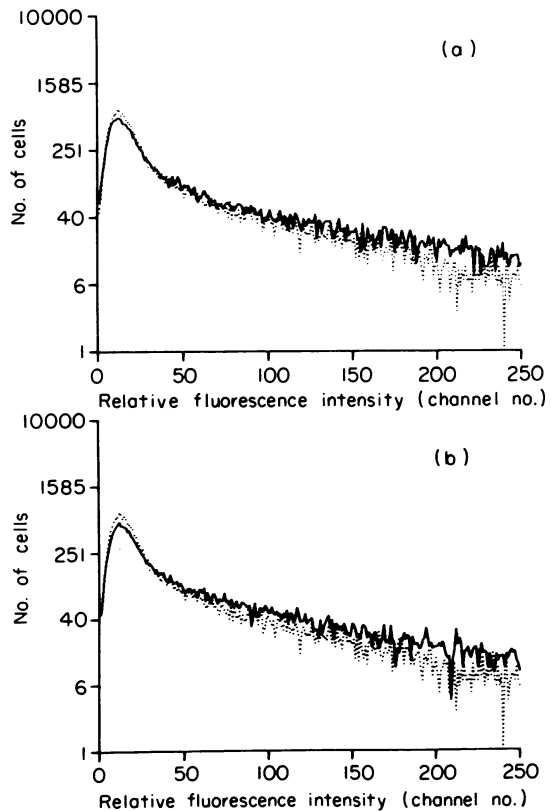 10000
(a)
1585
251
40
6
1
No. of cells
0 50 100 150 200 250
Relative fluorescence intensity (channel no.)
10000
(b)
1585
251
40
6
1
No. of cells
0 50 100 150 200 250
Relative fluorescence intensity (channel no.)